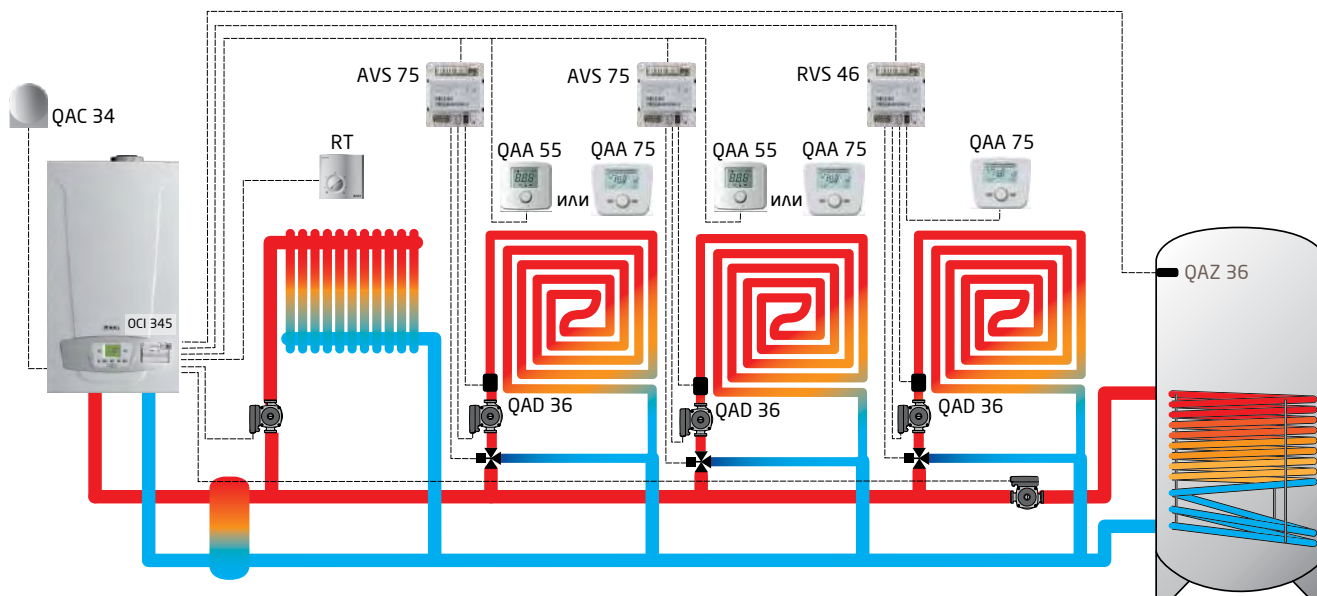 AVS 75
AVS 75
RVS 46
QAC 34
RT
QAA 55
QAA 75
QAA 55
QAA 75
QAA 75
или
или
QAZ 36
OCI 345
QAD 36
QAD 36
QAD 36